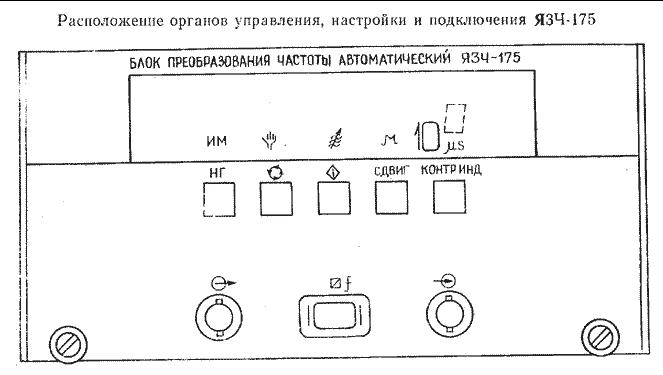 Расположение органов управления, настройки и подключения ЯЗЧ-175
БЛОК ПРЕОБРАЗОВАНИЯ ЧАСТОТЫ АВТОМАТИЧЕСКИЙ ЯЗЧ-175
ИМ μs
НГ СДВИГ КОНТР ИНД
f